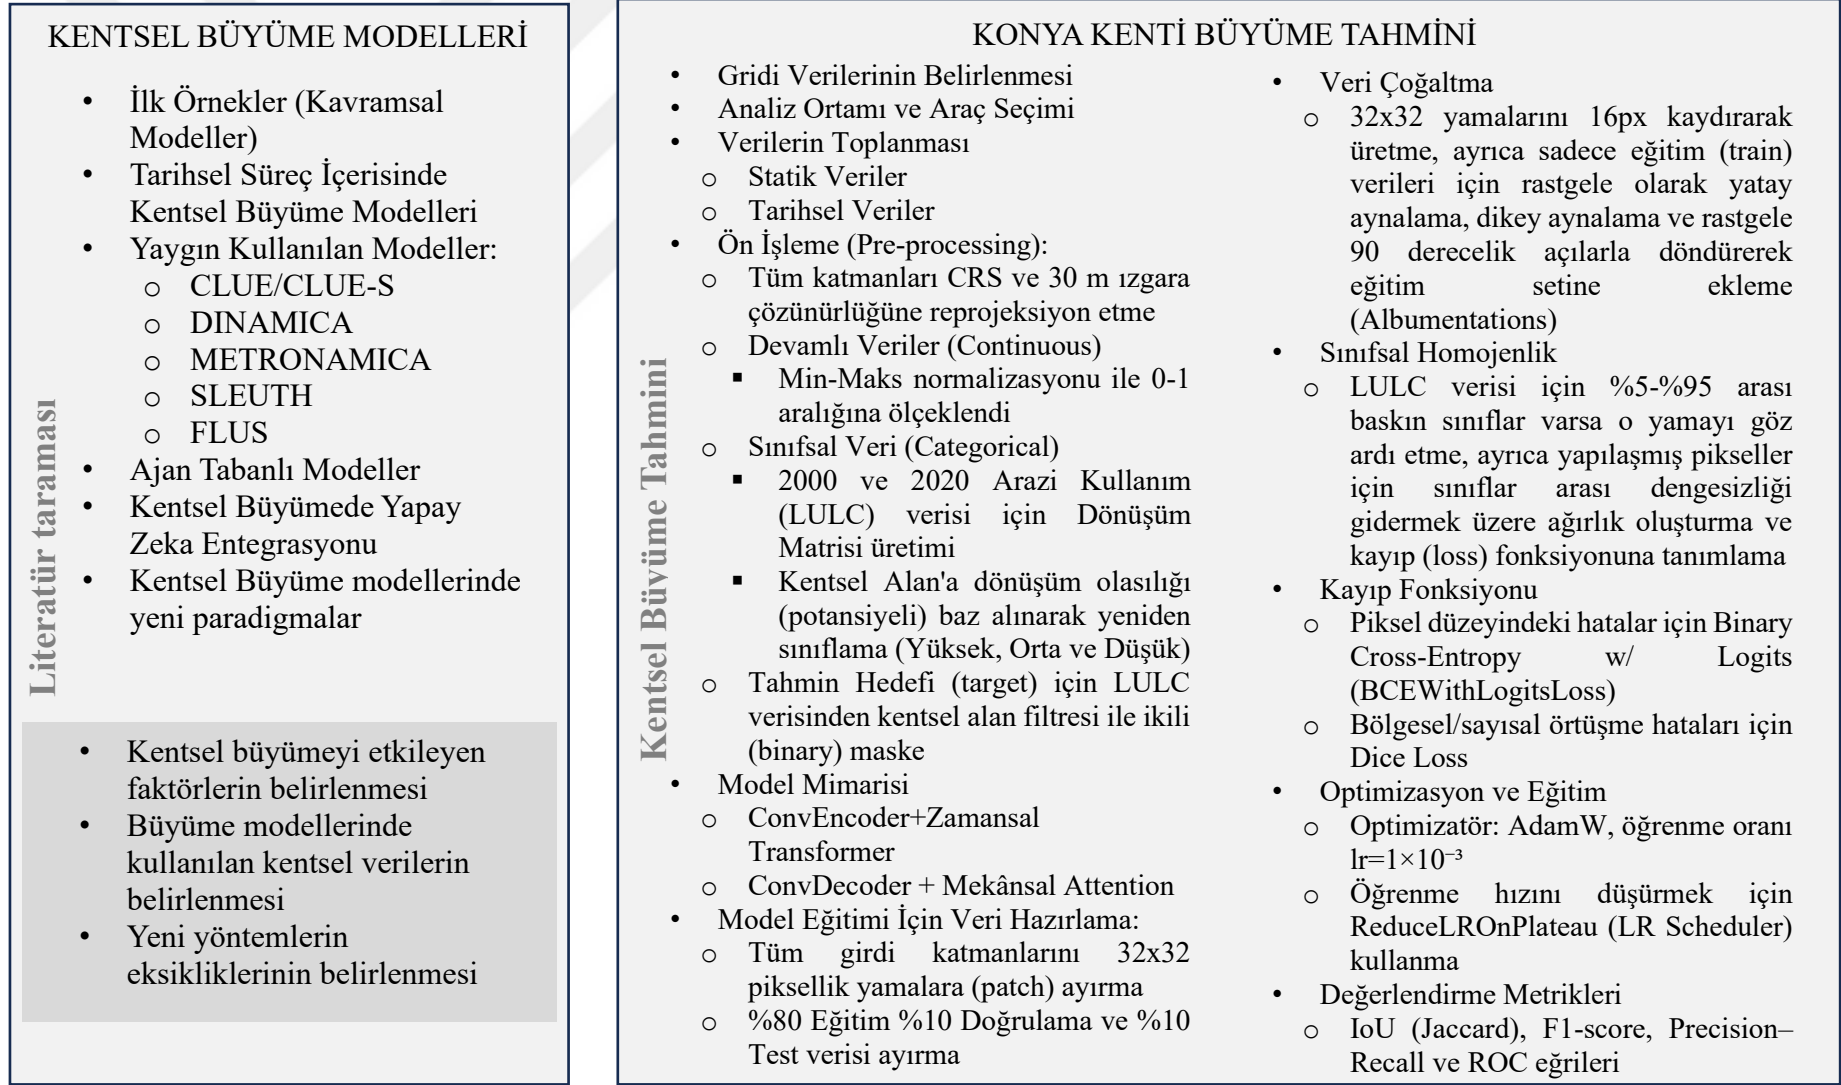 KENTSEL BÜYÜME MODELLERİ
• İlk Örnekler (Kavramsal
Modeller)
• Tarihsel Süreç İçerisinde
Kentsel Büyüme Modelleri
• Yaygın Kullanılan Modeller:
o CLUE/CLUE-S
o DINAMICA
o METRONAMICA
o SLEUTH
o FLUS
• Ajan Tabanlı Modeller
• Kentsel Büyümede Yapay
Zeka Entegrasyonu
• Kentsel Büyüme modellerinde
yeni paradigmalar
Literatür taraması
• Kentsel büyümeyi etkileyen
faktörlerin belirlenmesi
• Büyüme modellerinde
kullanılan kentsel verilerin
belirlenmesi
• Yeni yöntemlerin
eksikliklerinin belirlenmesi
KONYA KENTİ BÜYÜME TAHMİNİ
Kentsel Büyüme Tahmini
• Gridi Verilerinin Belirlenmesi
• Analiz Ortamı ve Araç Seçimi
• Verilerin Toplanması
o Statik Veriler
o Tarihsel Veriler
• Ön İşleme (Pre-processing):
o Tüm katmanları CRS ve 30 m ızgara
çözünürlüğüne reprojeksiyon etme
o Devamlı Veriler (Continuous)
▪ Min-Maks normalizasyonu ile 0-1
aralığına ölçeklendi
o Sınıfsal Veri (Categorical)
▪ 2000 ve 2020 Arazi Kullanım
(LULC) verisi için Dönüşüm
Matrisi üretimi
▪ Kentsel Alan'a dönüşüm olasılığı
(potansiyeli) baz alınarak yeniden
sınıflama (Yüksek, Orta ve Düşük)
o Tahmin Hedefi (target) için LULC
verisinden kentsel alan filtresi ile ikili
(binary) maske
• Model Mimarisi
o ConvEncoder+Zamansal
Transformer
o ConvDecoder + Mekânsal Attention
• Model Eğitimi İçin Veri Hazırlama:
o Tüm girdi katmanlarını 32x32
piksellik yamalara (patch) ayırma
o %80 Eğitim %10 Doğrulama ve %10
Test verisi ayırma
• Veri Çoğaltma
o 32x32 yamalarını 16px kaydırarak
üretme, ayrıca sadece eğitim (train)
verileri için rastgele olarak yatay
aynalama, dikey aynalama ve rastgele
90 derecelik açılarla döndürerek
eğitim setine ekleme
(Albumentations)
• Sınıfsal Homojenlik
o LULC verisi için %5-%95 arası
baskın sınıflar varsa o yamayı göz
ardı etme, ayrıca yapılaşmış pikseller
için sınıflar arası dengesizliği
gidermek üzere ağırlık oluşturma ve
kayıp (loss) fonksiyonuna tanımlama
• Kayıp Fonksiyonu
o Piksel düzeyindeki hatalar için Binary
Cross-Entropy w/ Logits
(BCEWithLogitsLoss)
o Bölgesel/sayısal örtüşme hataları için
Dice Loss
• Optimizasyon ve Eğitim
o Optimizatör: AdamW, öğrenme oranı
lr=1×10⁻³
o Öğrenme hızını düşürmek için
ReduceLROnPlateau (LR Scheduler)
kullanma
• Değerlendirme Metrikleri
o IoU (Jaccard), F1-score, Precision–
Recall ve ROC eğrileri